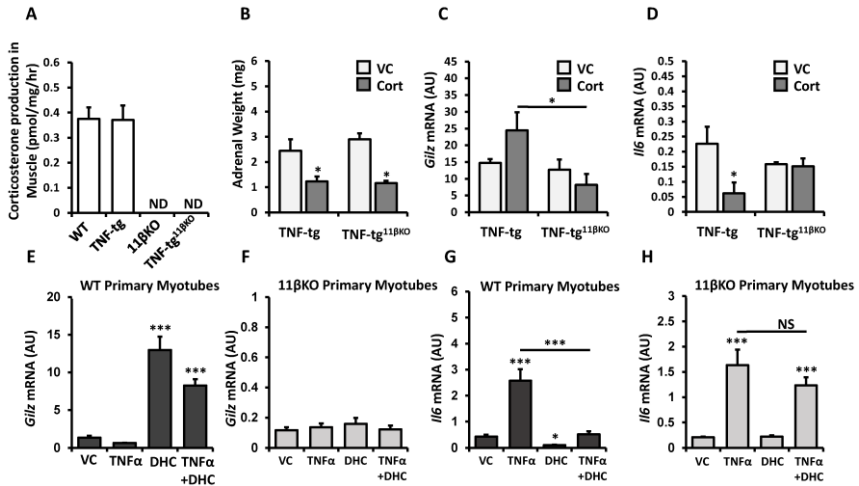 A
Corticosterone production in
Muscle (pmol/mg/hr)
0.6
0.5
0.4
0.3
0.2
0.1
0
ND
ND
WT
TNF-tg
11βKO
TNF-tg11βKO
B
Adrenal Weight (mg)
6
5
4
3
2
1
0
VC
Cort
*
*
TNF-tg
TNF-tg11βKO
C
Gilz mRNA (AU)
45
40
35
30
25
20
15
10
5
0
VC
Cort
*
TNF-tg
TNF-tg11βKO
D
Il6 mRNA (AU)
0.5
0.45
0.4
0.35
0.3
0.25
0.2
0.15
0.1
0.05
0
VC
Cort
*
TNF-tg
TNF-tg11βKO
E
WT Primary Myotubes
Gilz mRNA (AU)
20
15
10
5
0
***
***
VC
TNFα
DHC
TNFα
+DHC
F
11βKO Primary Myotubes
Gilz mRNA (AU)
1
0.8
0.6
0.4
0.2
0
VC
TNFα
DHC
TNFα
+DHC
G
WT Primary Myotubes
Il6 mRNA (AU)
6
5
4
3
2
1
0
***
***
*
VC
TNFα
DHC
TNFα
+DHC
H
11βKO Primary Myotubes
Il6 mRNA (AU)
3
2.5
2
1.5
1
0.5
0
NS
***
***
VC
TNFα
DHC
TNFα
+DHC